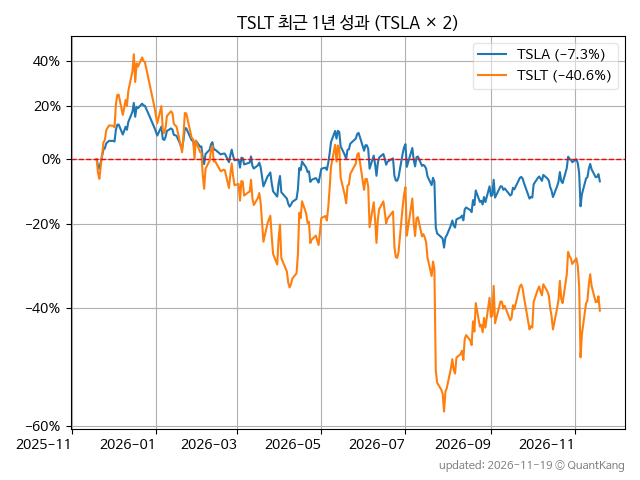 TSLT 최근 1년 성과 (TSLA × 2)
TSLA (−7.3%)
TSLT (−40.6%)
40%
20%
0%
−20%
−40%
−60%
2025-11 2026-01 2026-03 2026-05 2026-07 2026-09 2026-11
updated: 2026-11-19 © QuantKang